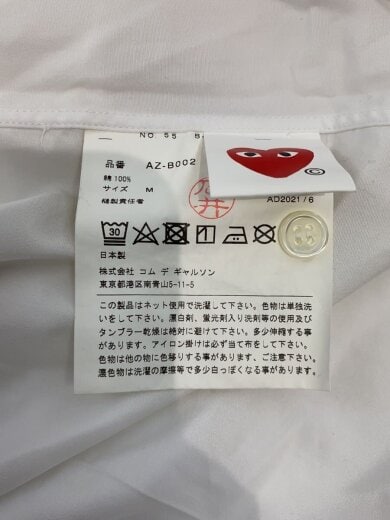 NO. 55
品番 AZ-B002
綿 100%
サイズ M
縫製責任者
AD2021/6
©
30
日本製
株式会社 コム デ ギャルソン
東京都港区南青山5-11-5
この製品はネット使用で洗濯して下さい。色物は単独洗
いをして下さい。漂白剤、蛍光剤入り洗剤等の使用及び
タンブラー乾燥は絶対に避けて下さい。多少伸縮する事
があります。アイロン掛けは必ず当て布をして下さい。
色物は他の物に色移りする事があります、ご注意下さい。
濃色物は洗濯の摩擦等で多少白っぽくなる事があります。